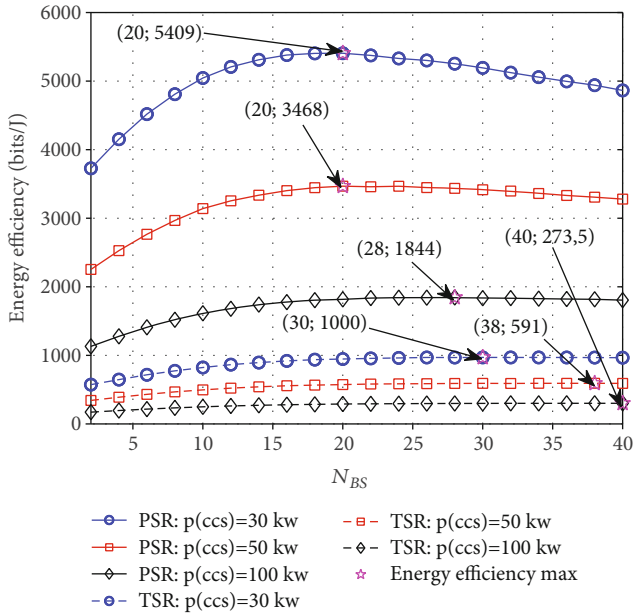 (20; 5409)
(20; 3468)
(28; 1844)
(40; 273,5)
(30; 1000)
(38; 591)
Energy efficiency (bits/J)
6000
5000
4000
3000
2000
1000
0
5 10 15 20 25 30 35 40
N_BS
PSR: p(ccs)=30 kw
PSR: p(ccs)=50 kw
PSR: p(ccs)=100 kw
TSR: p(ccs)=30 kw
TSR: p(ccs)=50 kw
TSR: p(ccs)=100 kw
Energy efficiency max